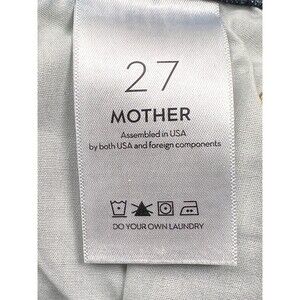 27
MOTHER
Assembled in USA
by both USA and foreign components
DO YOUR OWN LAUNDRY